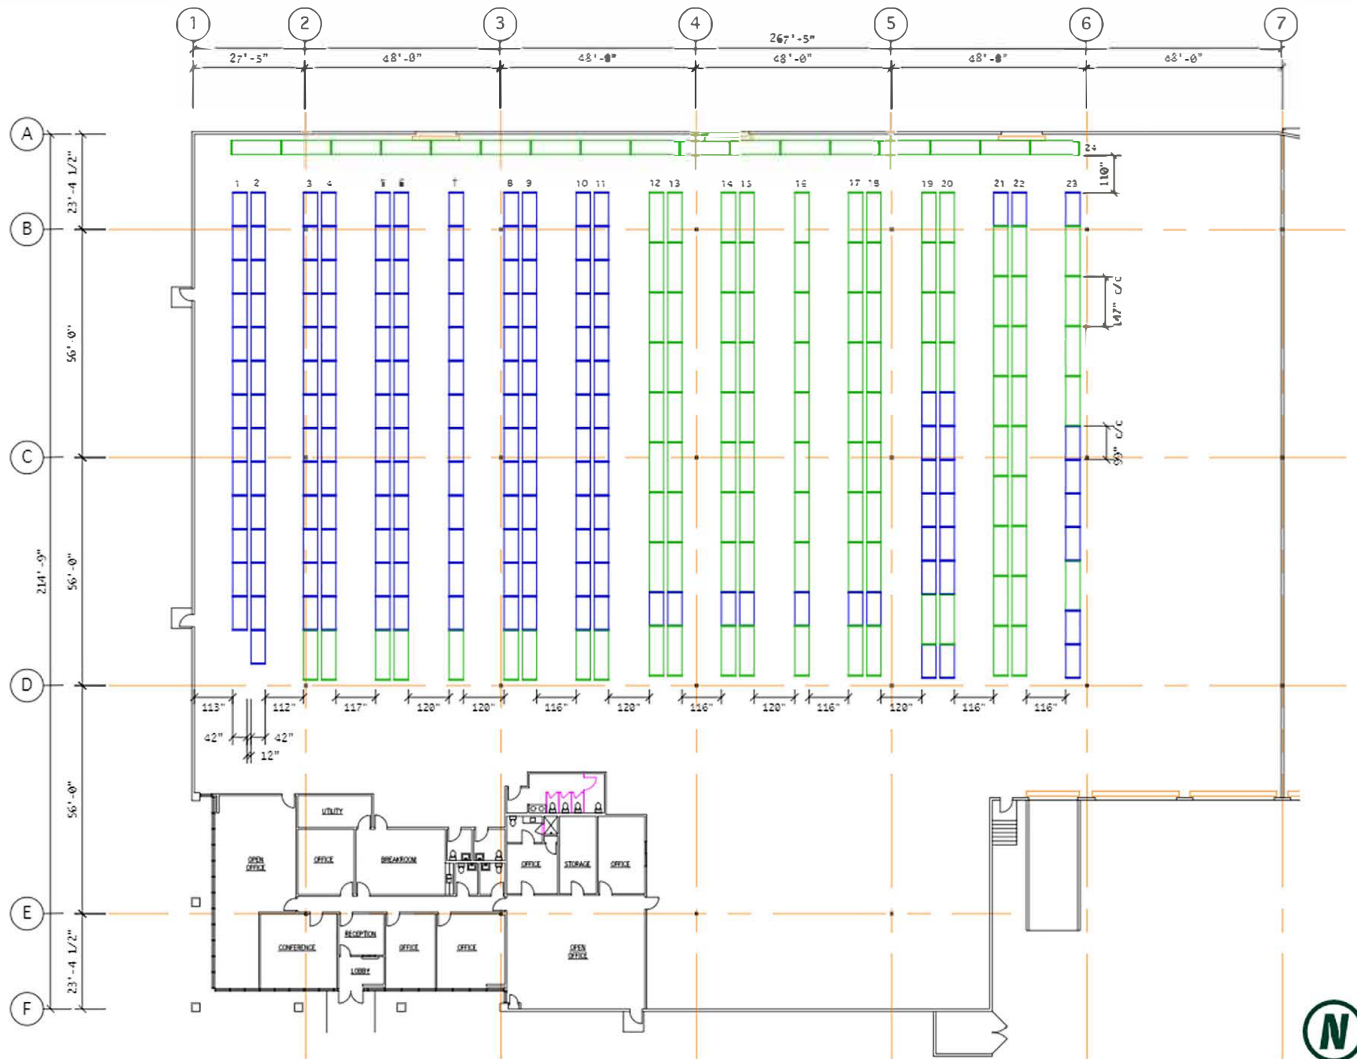 1 2 3 4 5 6 7
267'-5"
27'-5" 48'-0" 48'-0" 48'-0" 48'-0" 48'-0"
A
24
23'-4 1/2"
110"
1 2 3 4 5 6 7 8 9 10 11 12 13 14 15 16 17 18 19 20 21 22 23
B
147" c/c
56'-0"
99" c/c
C
214'-9"
56'-0"
D
113" 112" 117" 120" 120" 116" 120" 116" 120" 116" 120" 116" 116"
42" 42"
12"
56'-0"
UTILITY
OPEN
OFFICE
OFFICE
BREAKROOM
OFFICE
STORAGE
OFFICE
E
23'-4 1/2"
CONFERENCE
RECEPTION
OFFICE
OFFICE
OPEN
OFFICE
LOBBY
F
N